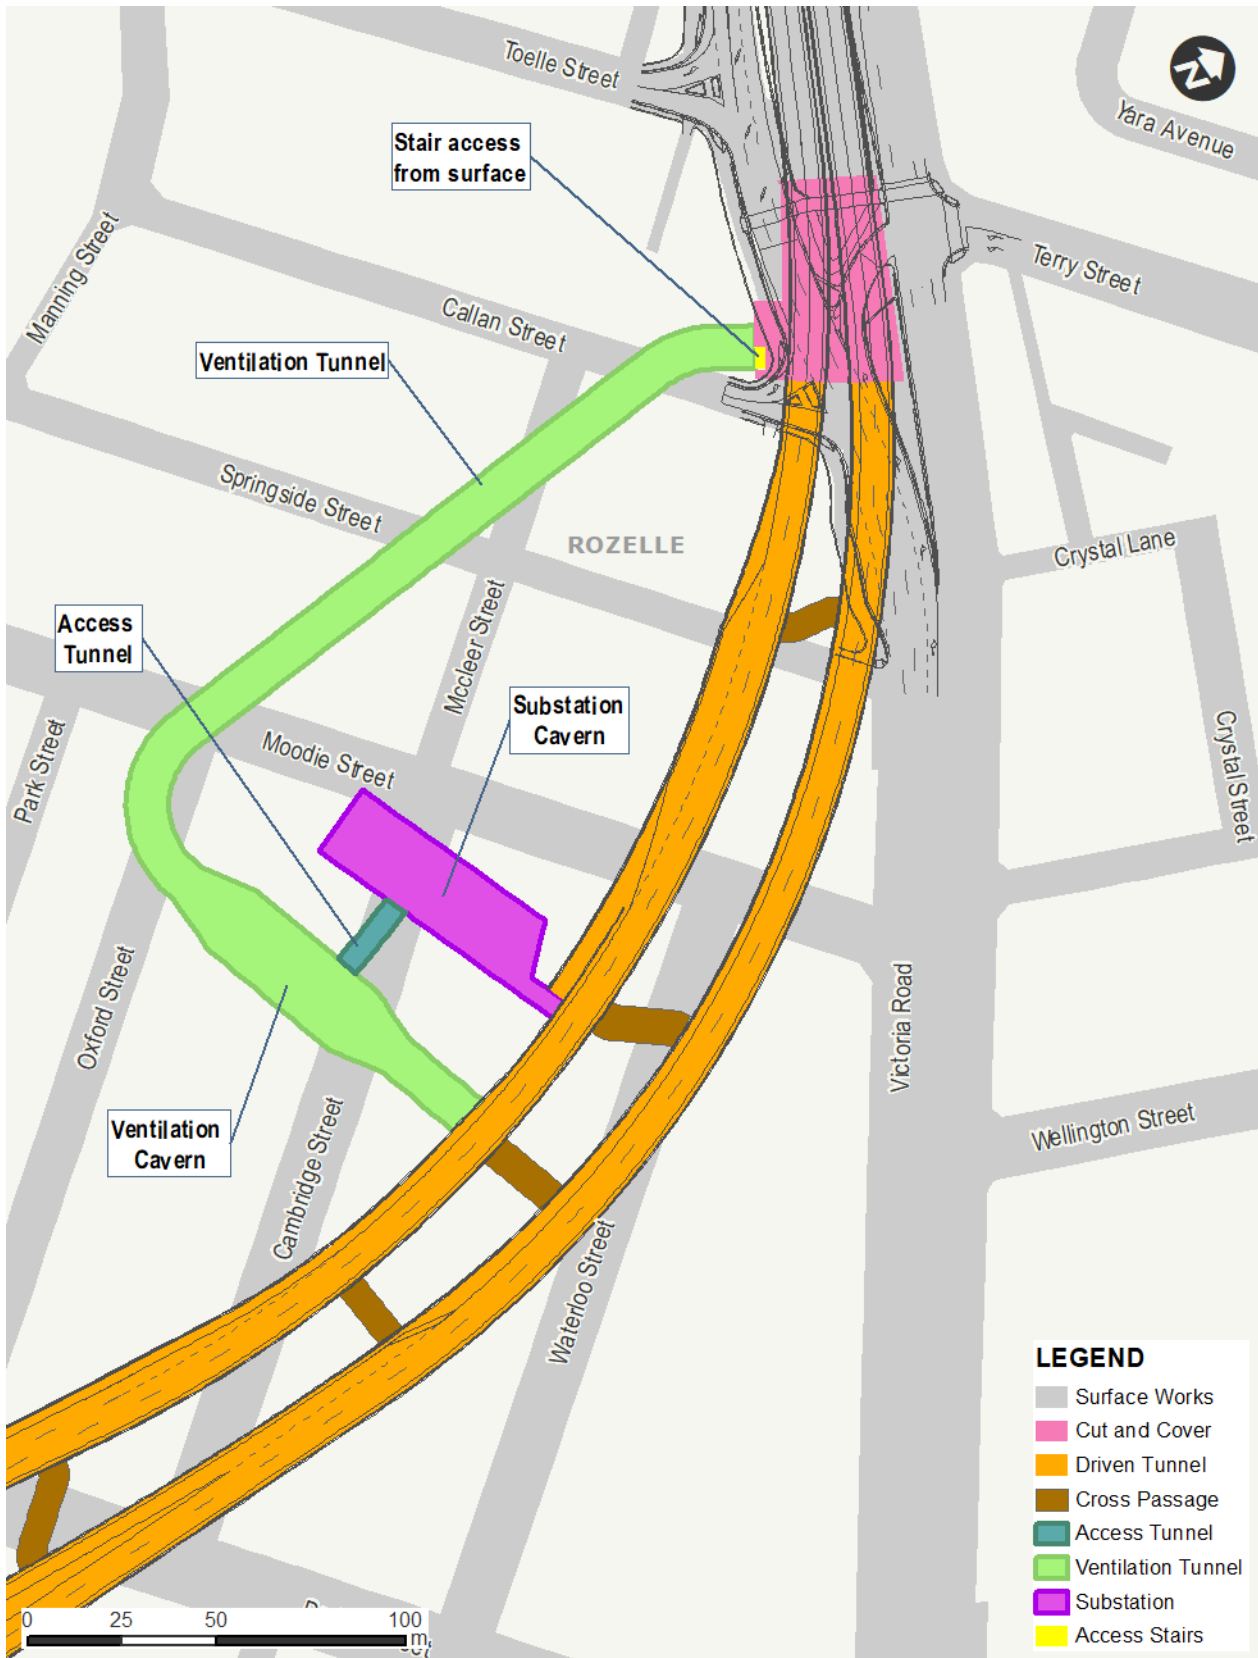 Toelle Street
Yara Avenue
N
Stair access
from surface
Manning Street
Terry Street
Callan Street
Ventilation Tunnel
Springside Street
ROZELLE
Crystal Lane
Access
Tunnel
Mccleer Street
Substation
Cavern
Park Street
Moodie Street
Crystal Street
Oxford Street
Victoria Road
Ventilation
Cavern
Cambridge Street
Wellington Street
Waterloo Street
LEGEND
Surface Works
Cut and Cover
Driven Tunnel
Cross Passage
Access Tunnel
Ventilation Tunnel
Substation
Access Stairs
0 25 50 100
m